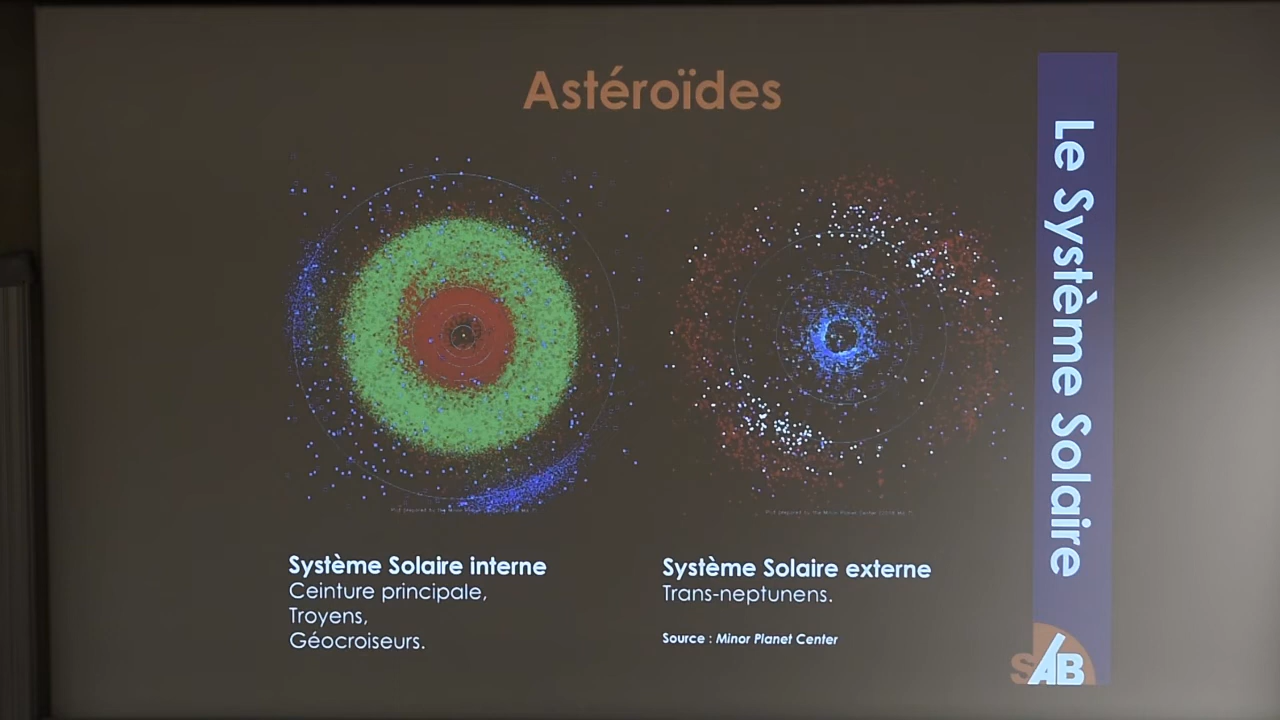 Astéroïdes
Système Solaire interne
Ceinture principale,
Troyens,
Géocroiseurs.
Système Solaire externe
Trans-neptunens.
Source : Minor Planet Center
Le Système Solaire
SAB